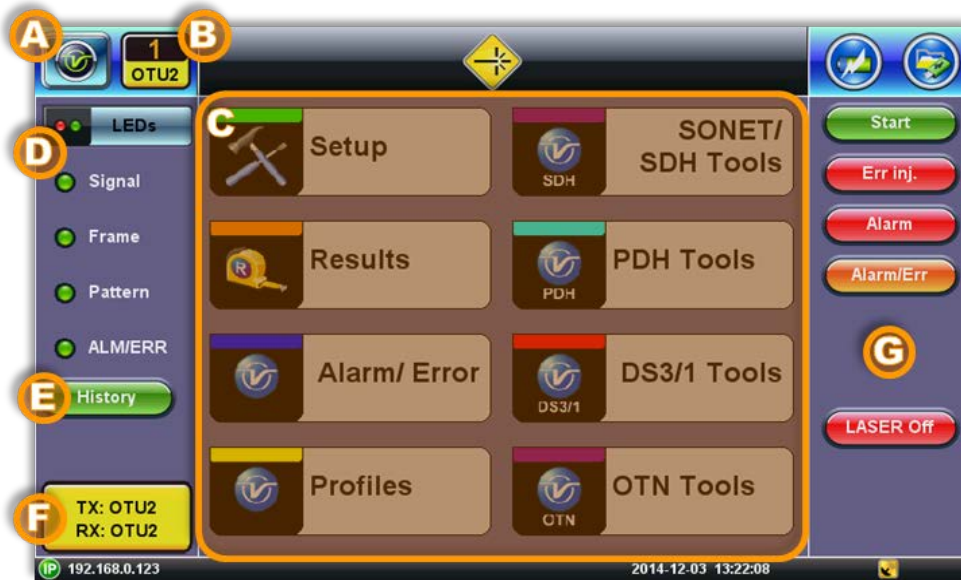 A
1
OTU2
B
C
D
LEDs
Signal
Frame
Pattern
ALM/ERR
E
History
F
TX: OTU2
RX: OTU2
Setup
SDH
SONET/
SDH Tools
R
Results
PDH
PDH Tools
Alarm/ Error
DS3/1
DS3/1 Tools
Profiles
OTN
OTN Tools
Start
Err inj.
Alarm
Alarm/Err
G
LASER Off
IP 192.168.0.123
2014-12-03 13:22:08